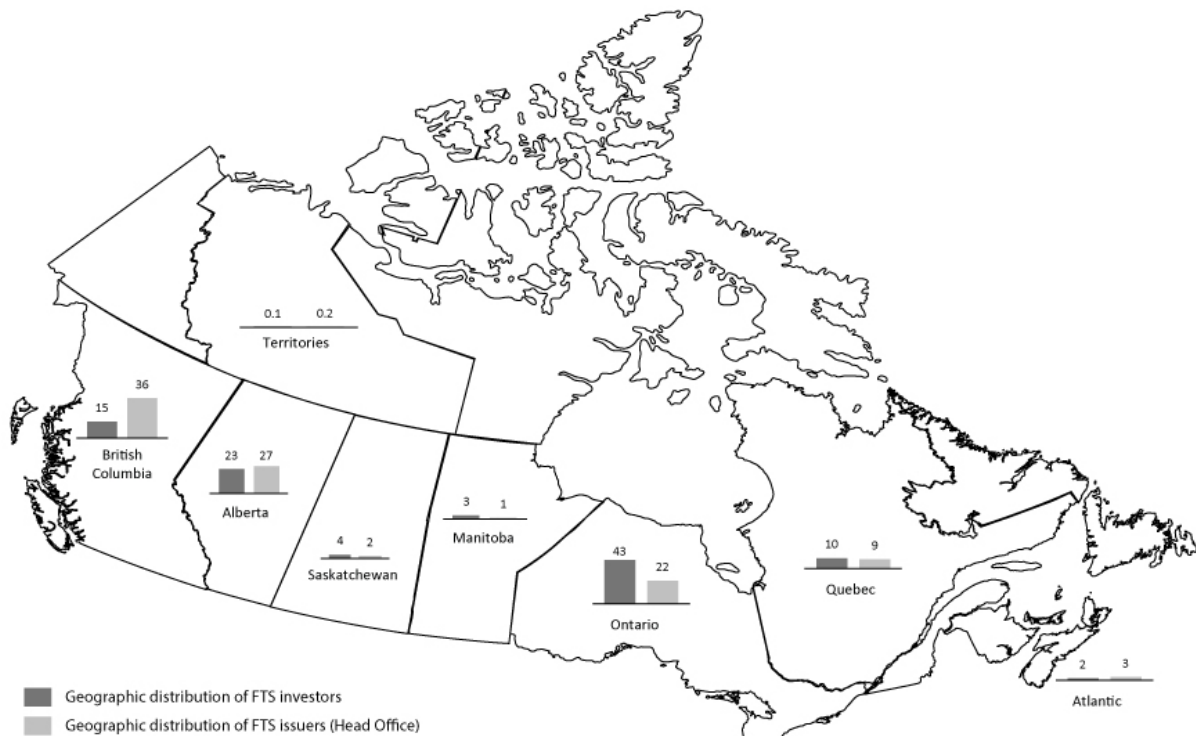 0.1 0.2
Territories
15 36
British
Columbia
23 27
Alberta
4 2
Saskatchewan
3 1
Manitoba
43 22
Ontario
10 9
Quebec
2 3
Atlantic
Geographic distribution of FTS investors
Geographic distribution of FTS issuers (Head Office)